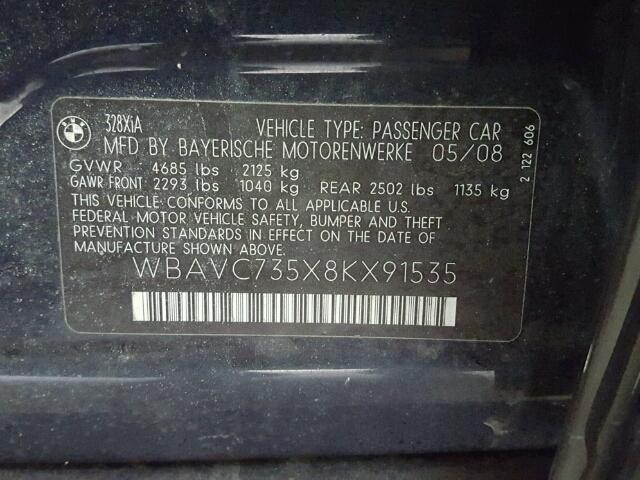 BMW
328XiA
VEHICLE TYPE: PASSENGER CAR
MFD BY BAYERISCHE MOTORENWERKE 05/08
GVWR 4685 lbs 2125 kg
GAWR FRONT 2293 lbs 1040 kg REAR 2502 lbs 1135 kg
THIS VEHICLE CONFORMS TO ALL APPLICABLE U.S.
FEDERAL MOTOR VEHICLE SAFETY, BUMPER AND THEFT
PREVENTION STANDARDS IN EFFECT ON THE DATE OF
MANUFACTURE SHOWN ABOVE.
WBAVC735X8KX91535
2 122 606